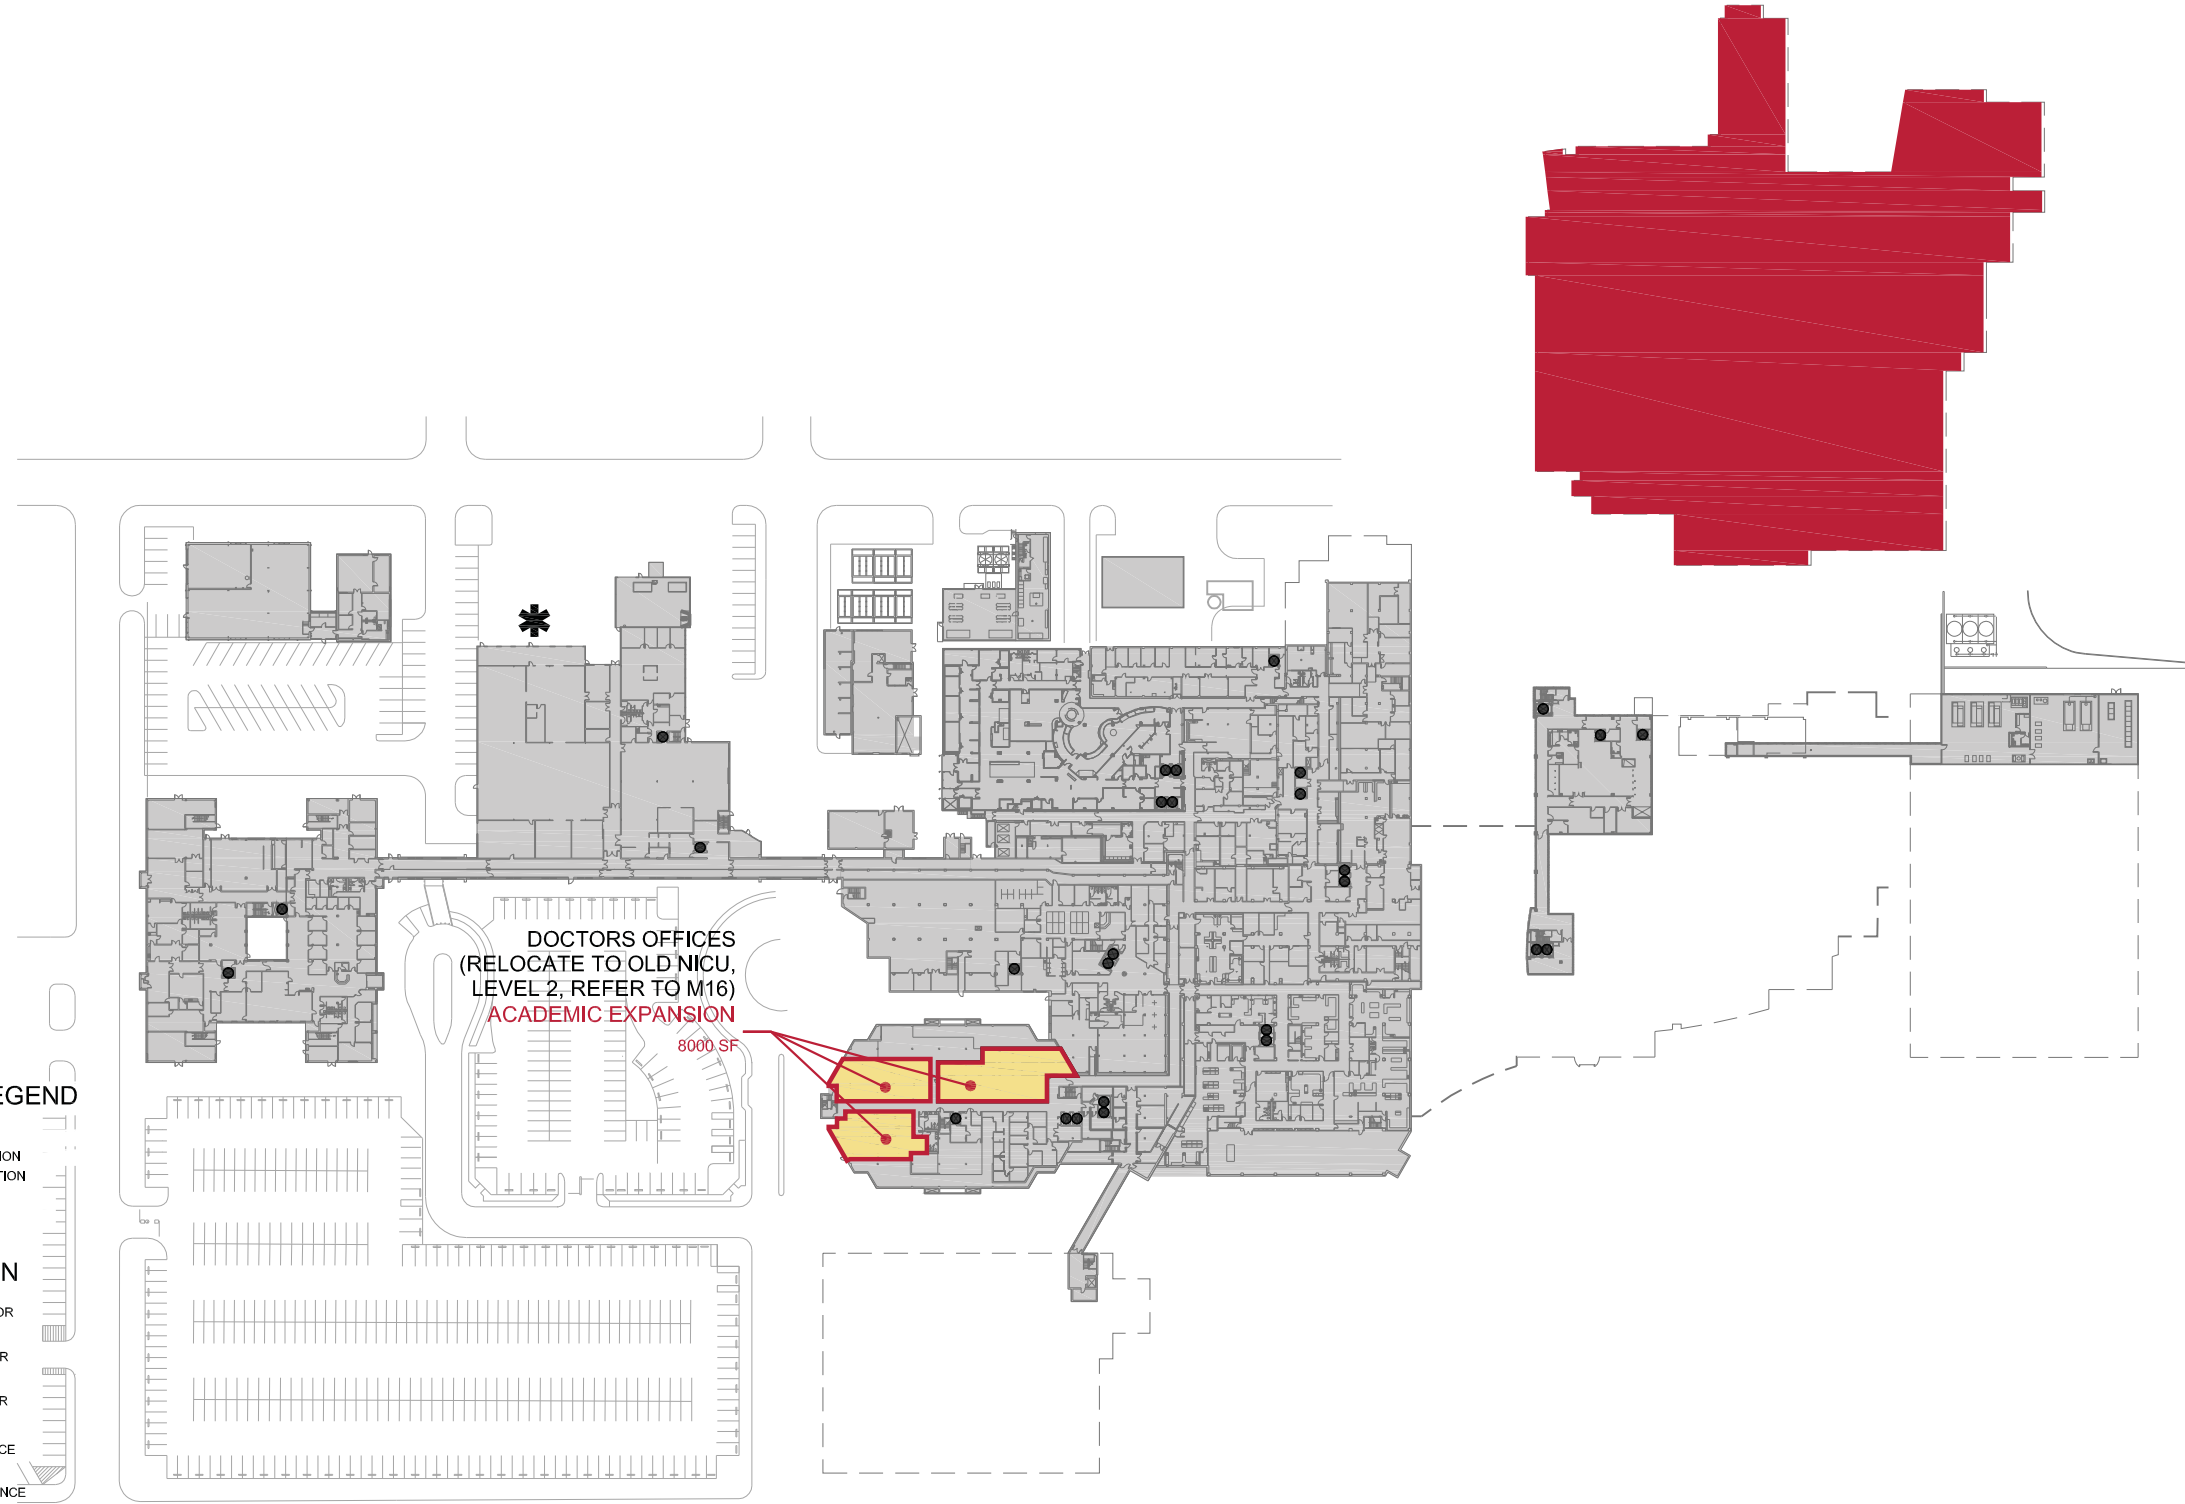 DOCTORS OFFICES
(RELOCATE TO OLD NICU,
LEVEL 2, REFER TO M16)
ACADEMIC EXPANSION
8000 SF
EGEND
ION
TION
N
OR
R
R
CE
NCE